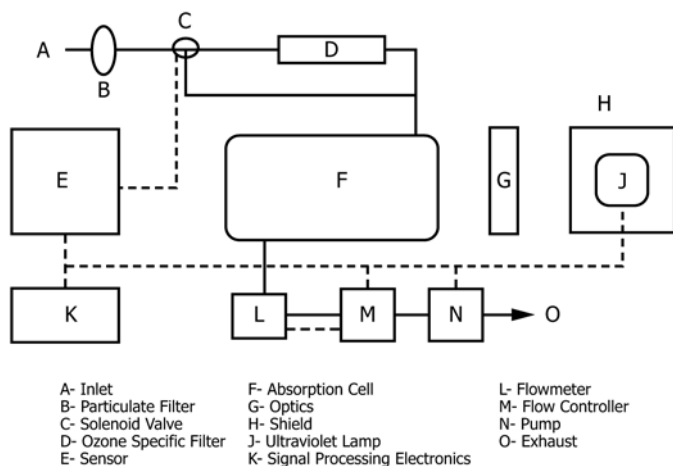 C
A
D
B
H
E
F
G
J
K
L
M
N
O
A- Inlet
B- Particulate Filter
C- Solenoid Valve
D- Ozone Specific Filter
E- Sensor
F- Absorption Cell
G- Optics
H- Shield
J- Ultraviolet Lamp
K- Signal Processing Electronics
L- Flowmeter
M- Flow Controller
N- Pump
O- Exhaust